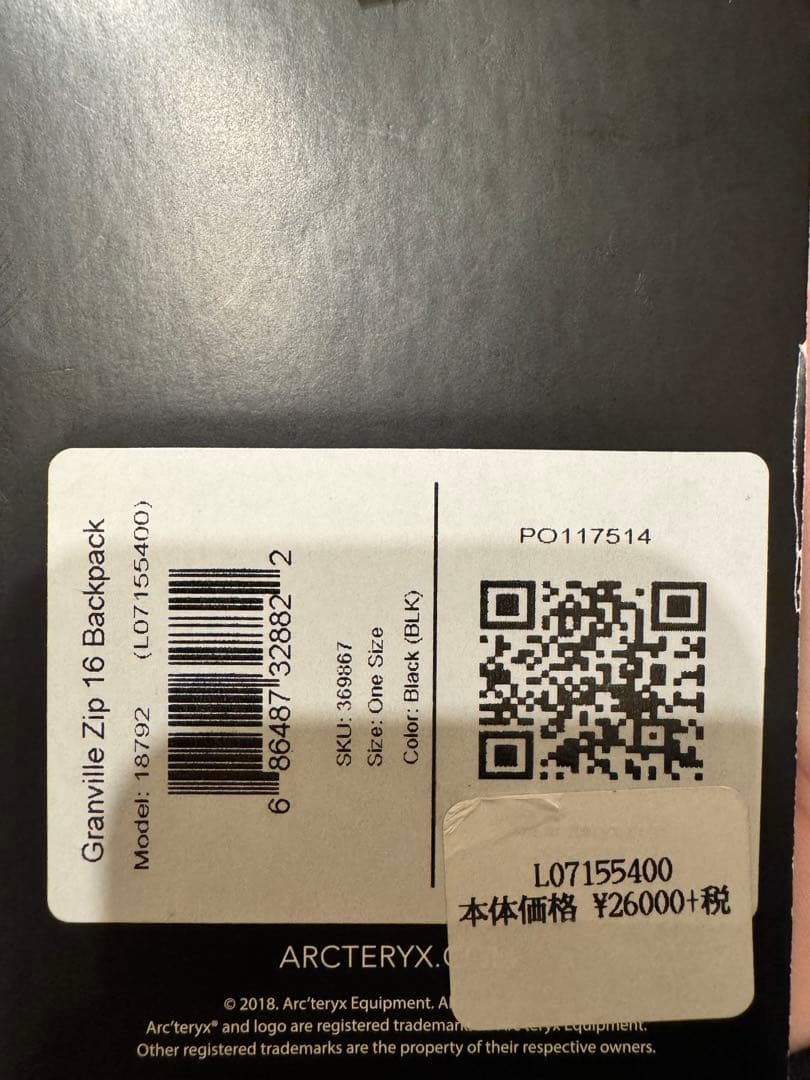 Granville Zip 16 Backpack
Model: 18792 (L07155400)
6 86487 32882 2
SKU: 369867
Size: One Size
Color: Black (BLK)
PO117514
L07155400
本体価格 ¥26000+税
ARCTERYX.
© 2018. Arc'teryx Equipment.
Arc'teryx® and logo are registered Equipment.
Other registered trademarks are the property of their respective owners.